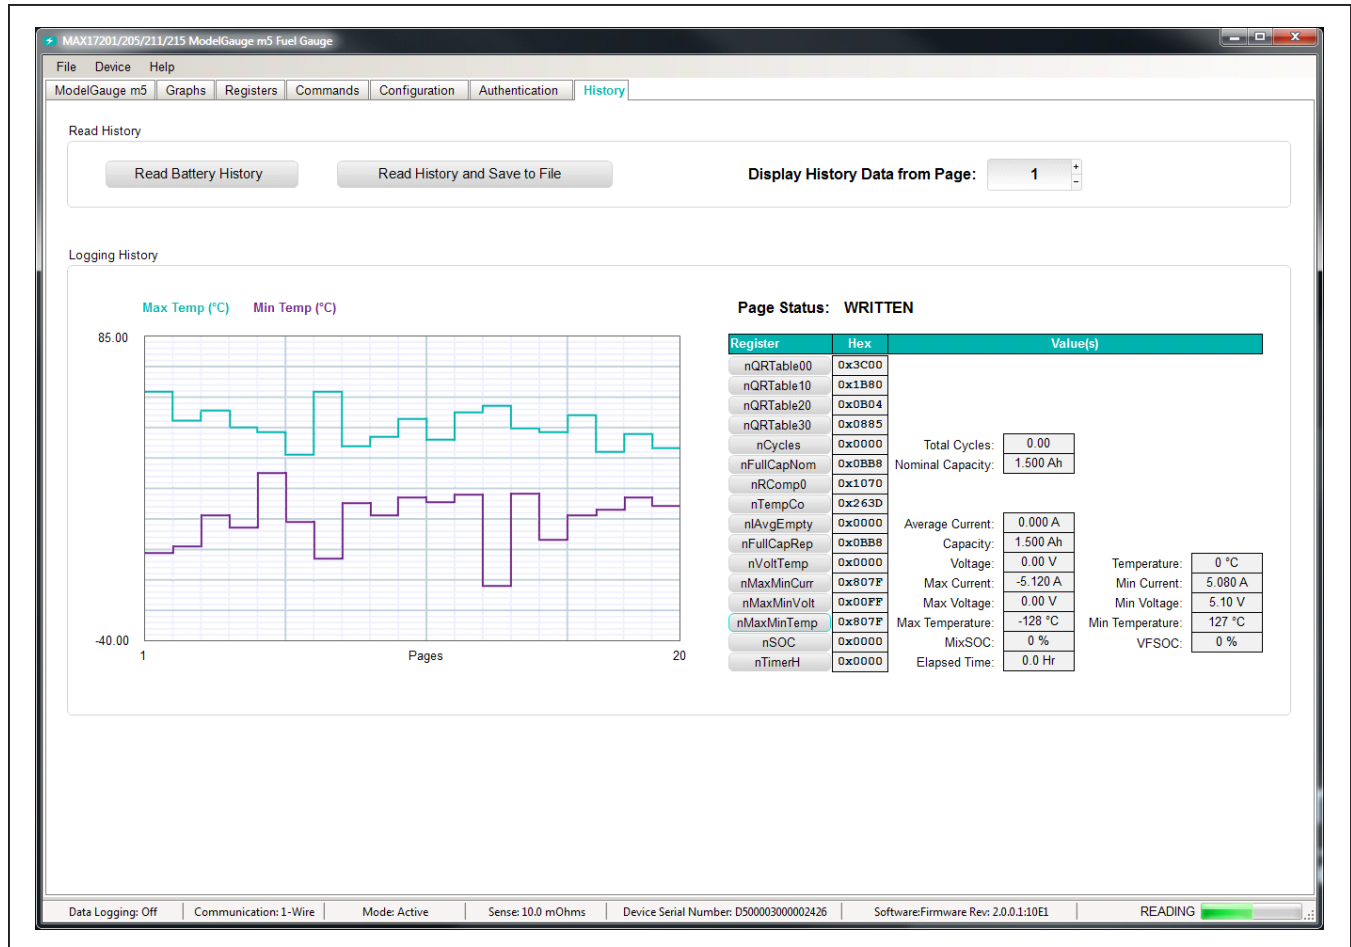 MAX17201/205/211/215 ModelGauge m5 Fuel Gauge
File Device Help
ModelGauge m5 Graphs Registers Commands Configuration Authentication History
Read History
Read Battery History Read History and Save to File Display History Data from Page: 1 + -
Logging History
Max Temp (°C) Min Temp (°C)
Page Status: WRITTEN
85.00
-40.00
1 Pages 20
Register Hex Value(s)
nQRTable00 0x3C00
nQRTable10 0x1B80
nQRTable20 0x0B04
nQRTable30 0x0885
nCycles 0x0000 Total Cycles: 0.00
nFullCapNom 0x0BB8 Nominal Capacity: 1.500 Ah
nRComp0 0x1070
nTempCo 0x263D
nIAvgEmpty 0x0000 Average Current: 0.000 A
nFullCapRep 0x0BB8 Capacity: 1.500 Ah
nVoltTemp 0x0000 Voltage: 0.00 V Temperature: 0 °C
nMaxMinCurr 0x807F Max Current: -5.120 A Min Current: 5.080 A
nMaxMinVolt 0x00FF Max Voltage: 0.00 V Min Voltage: 5.10 V
nMaxMinTemp 0x807F Max Temperature: -128 °C Min Temperature: 127 °C
nSOC 0x0000 MixSOC: 0 % VFSOC: 0 %
nTimerH 0x0000 Elapsed Time: 0.0 Hr
Data Logging: Off Communication: 1-Wire Mode: Active Sense: 10.0 mOhms Device Serial Number: D500003000002426 Software:Firmware Rev: 2.0.0.1:10E1 READING